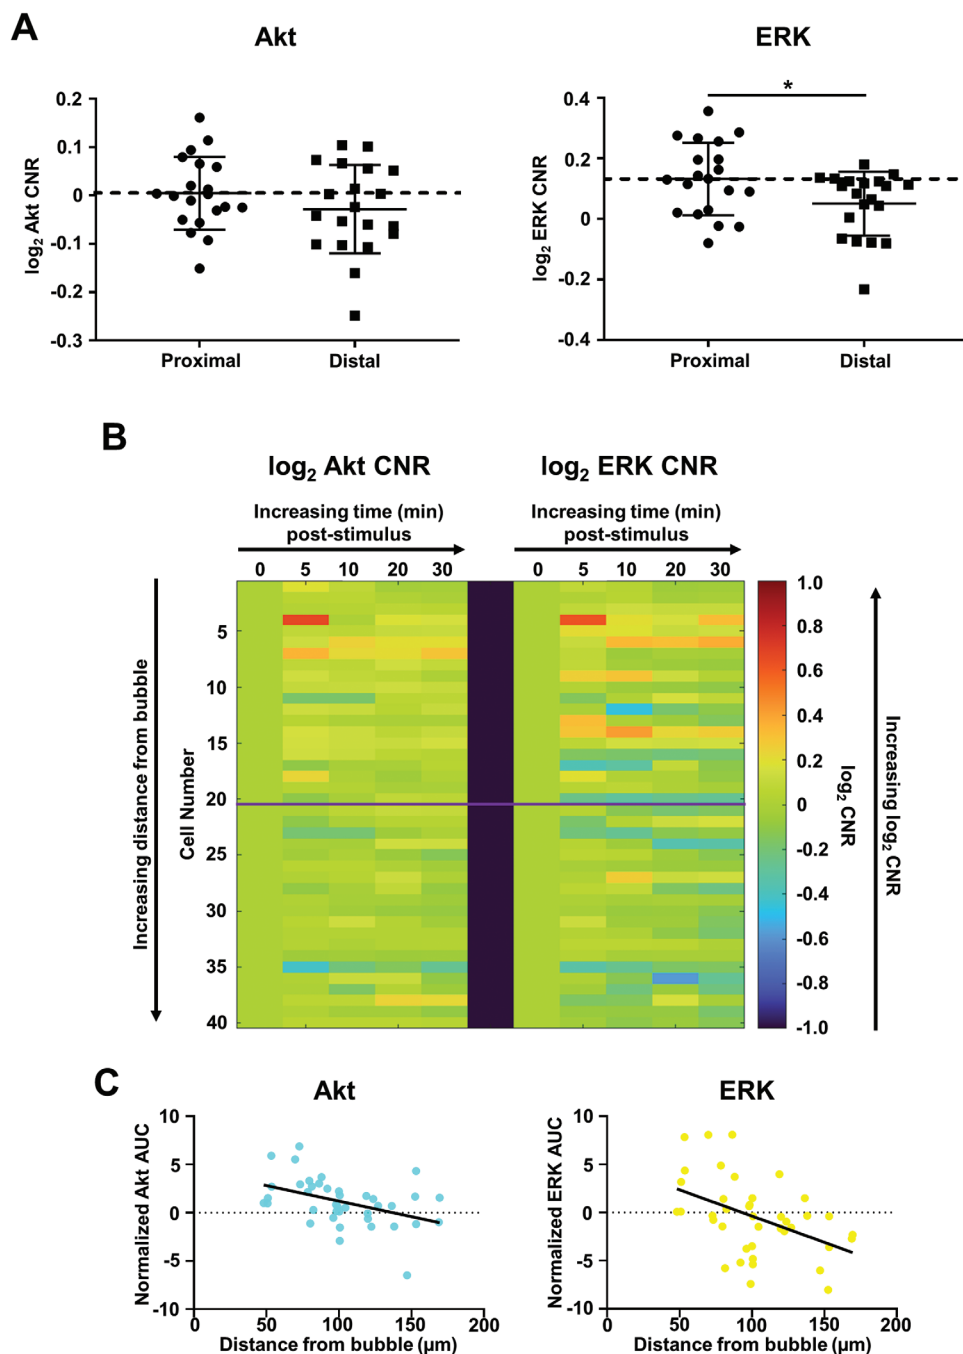 A
Akt
ERK
log2 Akt CNR
0.2
0.1
0
-0.1
-0.2
-0.3
Proximal
Distal
log2 ERK CNR
0.4
0.2
0
-0.2
-0.4
*
Proximal
Distal
B
log2 Akt CNR
log2 ERK CNR
Increasing time (min)
post-stimulus
Increasing time (min)
post-stimulus
0 5 10 20 30
0 5 10 20 30
Increasing distance from bubble
Cell Number
5
10
15
20
25
30
35
40
1.0
0.8
0.6
0.4
0.2
0
-0.2
-0.4
-0.6
-0.8
-1.0
log2 CNR
Increasing log2 CNR
C
Akt
Normalized Akt AUC
10
5
0
-5
-10
0 50 100 150 200
Distance from bubble (µm)
ERK
Normalized ERK AUC
10
5
0
-5
-10
0 50 100 150 200
Distance from bubble (µm)